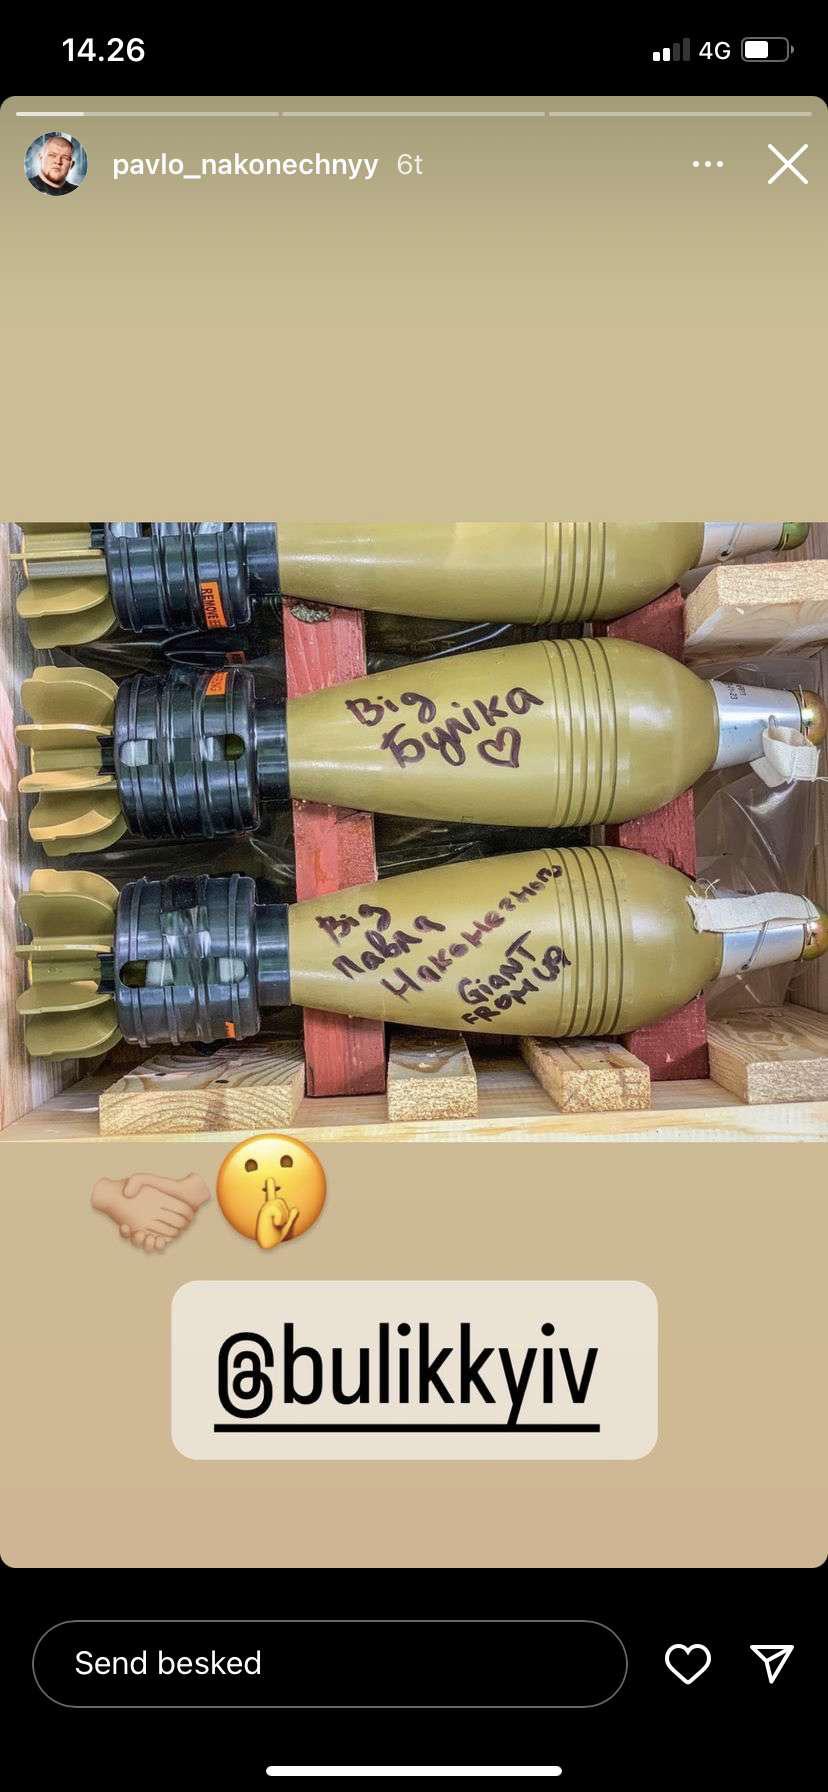 14.26
4G
pavlo_nakonechnyy 6t
REMOVE
Від
Буліка
Від
Павла
Наконечного
GIANT
FROM UA
@bulikkyiv
Send besked